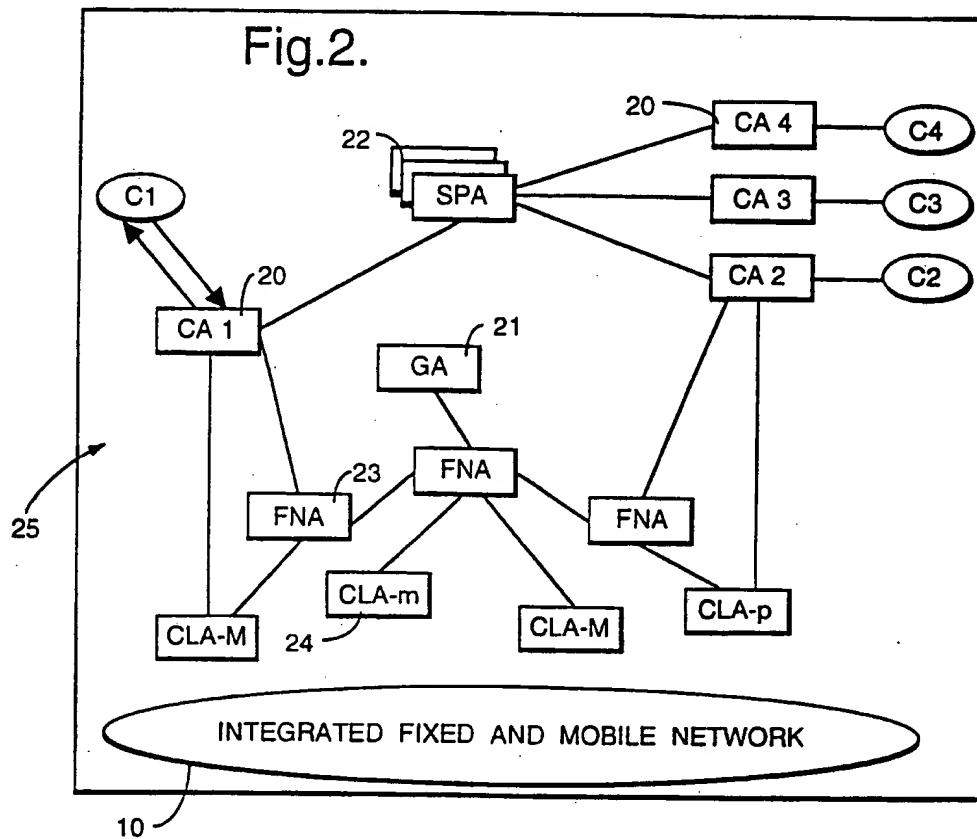 Fig.2.
20
CA 4
C4
22
SPA
CA 3
C3
C1
CA 2
C2
20
CA 1
21
GA
FNA
23
FNA
FNA
25
CLA-m
24
CLA-M
CLA-M
CLA-p
INTEGRATED FIXED AND MOBILE NETWORK
10